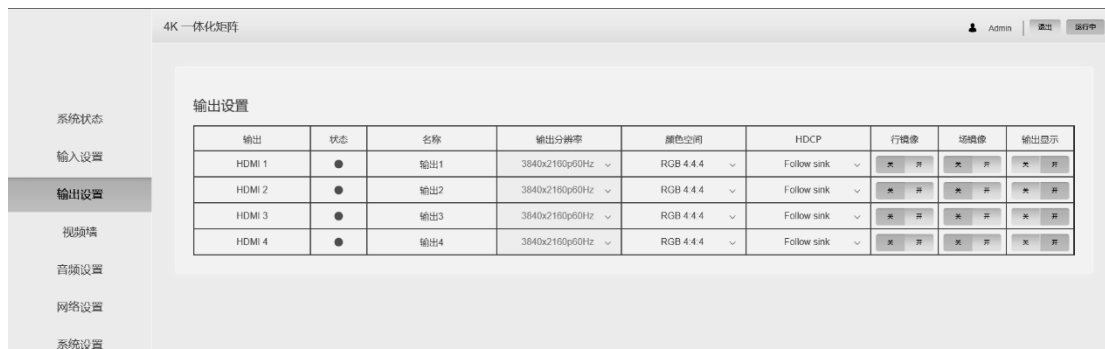 4K 一体化矩阵
Admin 退出 运行中
系统状态
输入设置
输出设置
视频墙
音频设置
网络设置
系统设置
输出设置
输出 状态 名称 输出分辨率 颜色空间 HDCP 行镜像 场镜像 输出显示
HDMI 1 输出1 3840x2160p60Hz RGB 4:4:4 Follow sink 关 开 关 开 关 开
HDMI 2 输出2 3840x2160p60Hz RGB 4:4:4 Follow sink 关 开 关 开 关 开
HDMI 3 输出3 3840x2160p60Hz RGB 4:4:4 Follow sink 关 开 关 开 关 开
HDMI 4 输出4 3840x2160p60Hz RGB 4:4:4 Follow sink 关 开 关 开 关 开